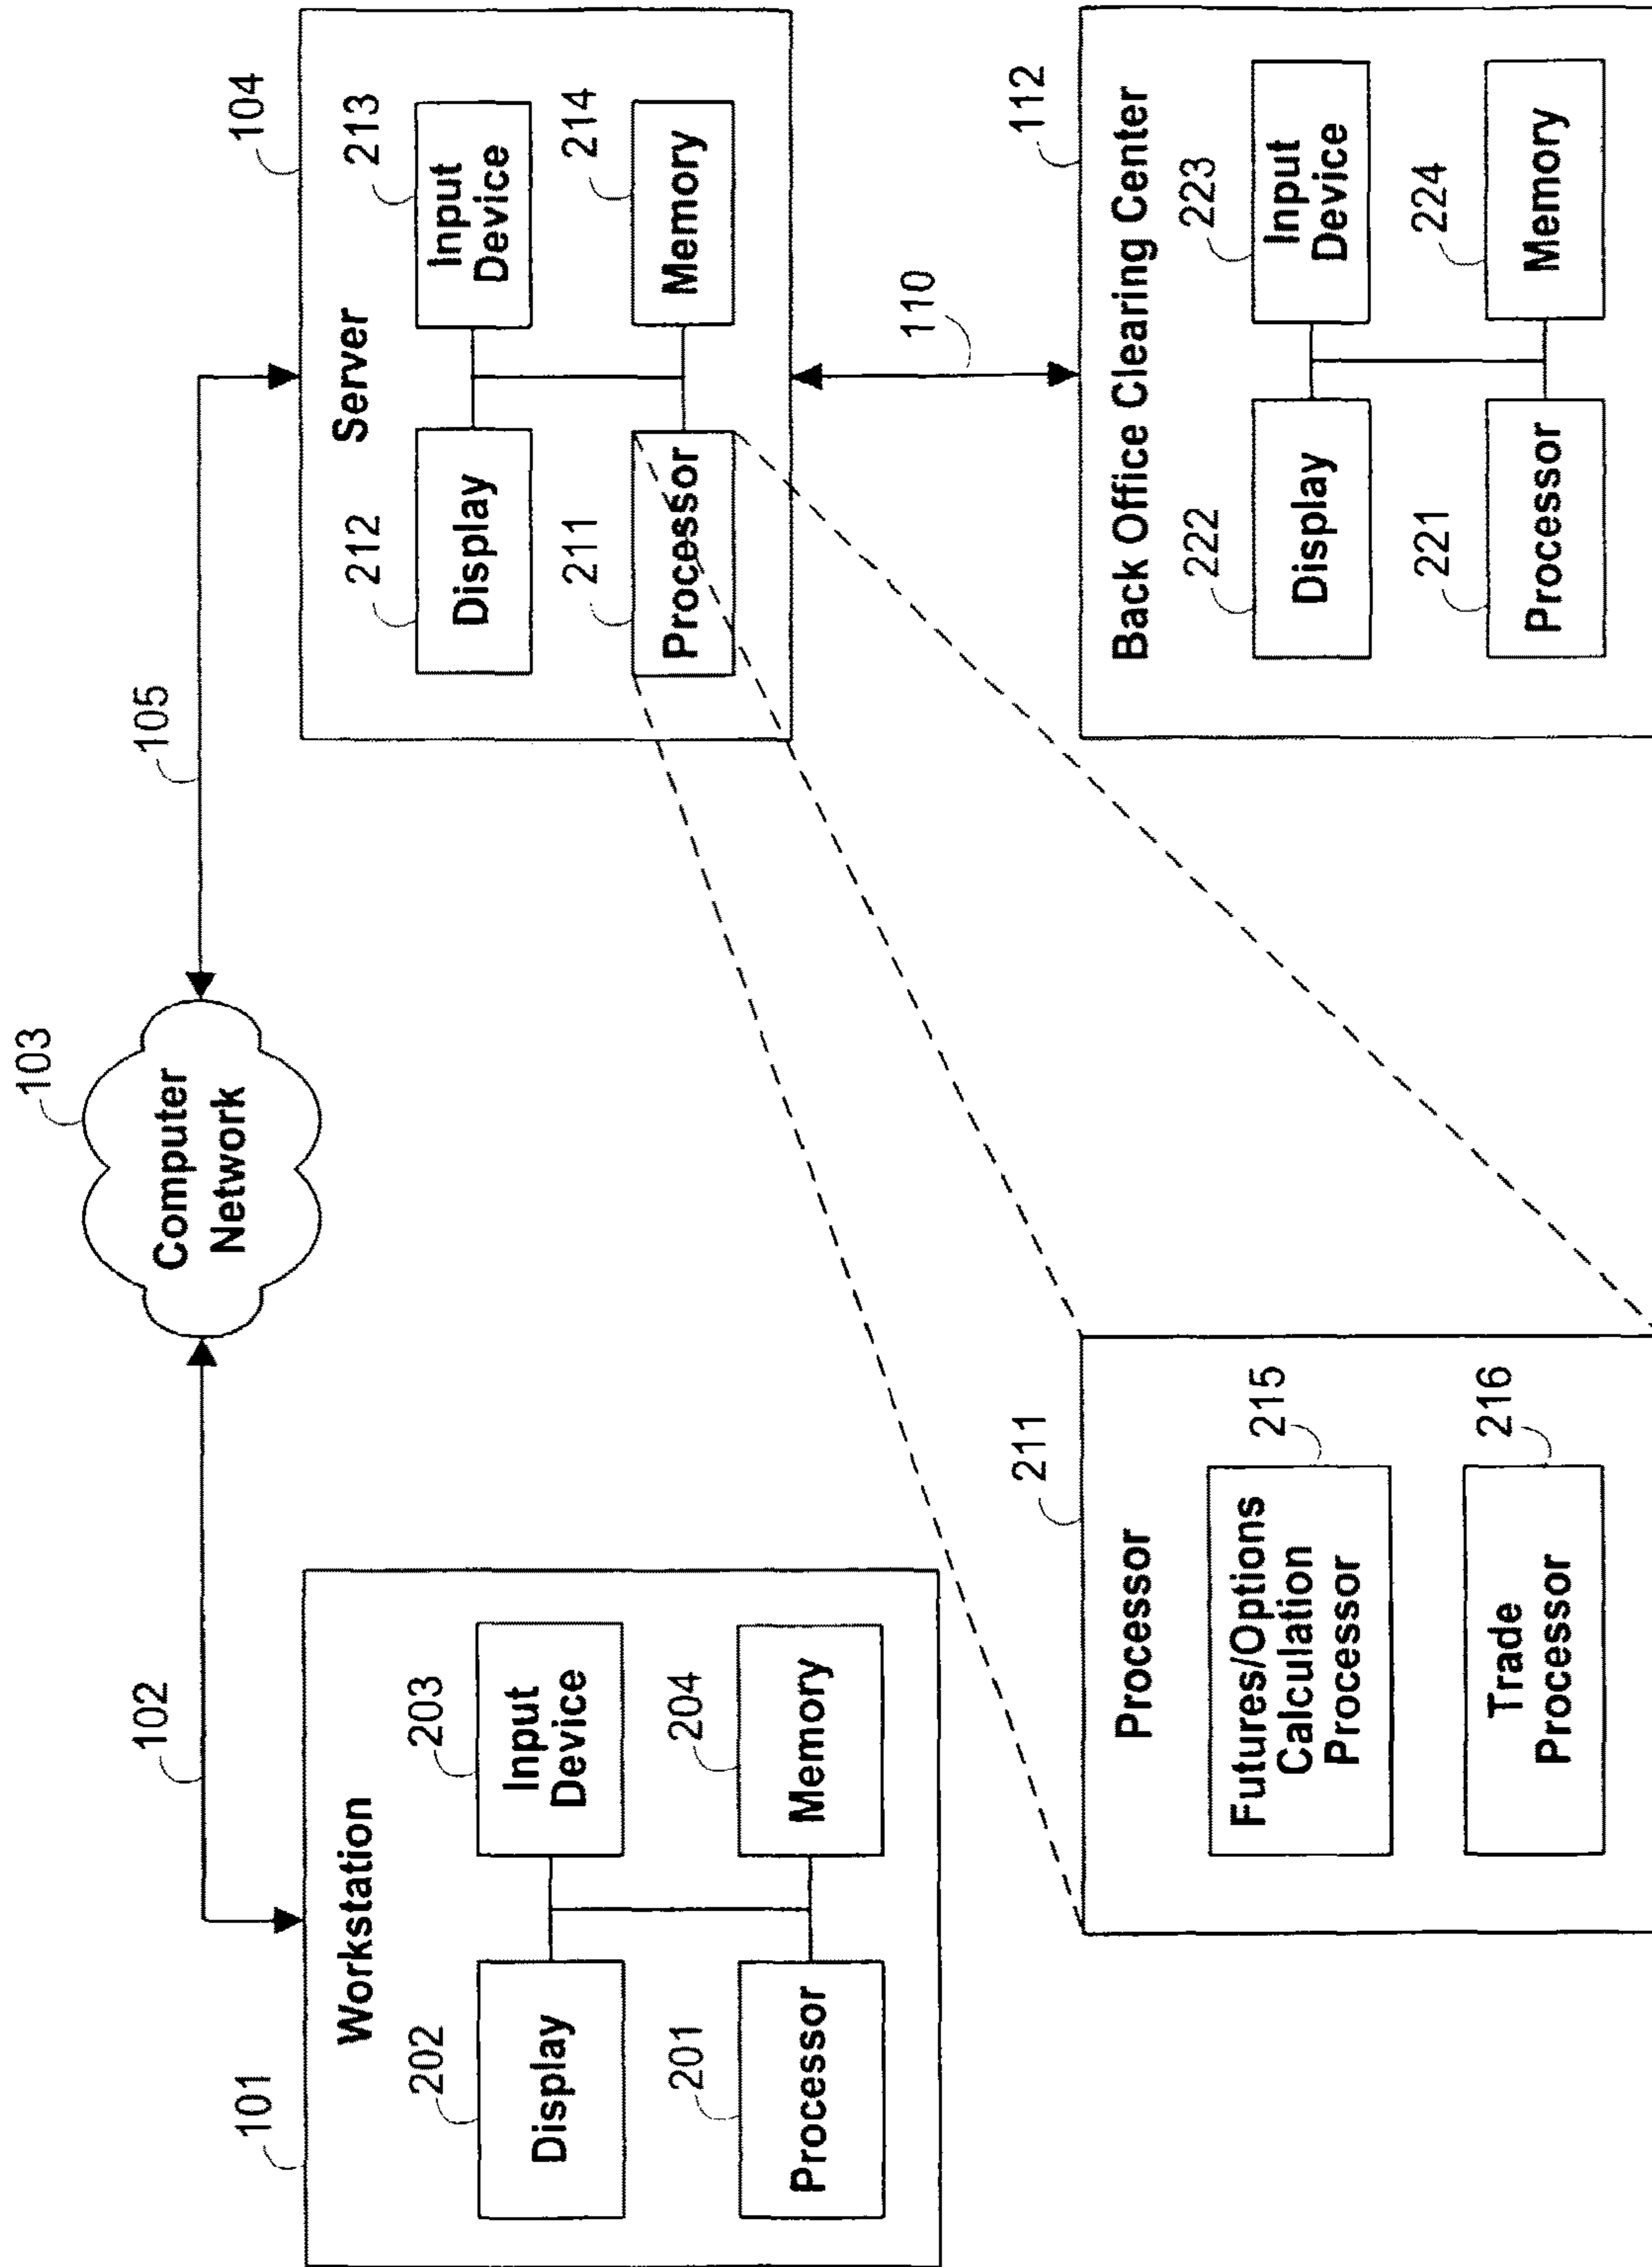 103
Computer
Network
102
105
101
Workstation
202
Display
203
Input
Device
201
Processor
204
Memory
104
Server
212
Display
213
Input
Device
211
Processor
214
Memory
110
211
Processor
Futures/Options
Calculation
Processor
215
Trade
Processor
216
112
Back Office Clearing Center
222
Display
223
Input
Device
221
Processor
224
Memory